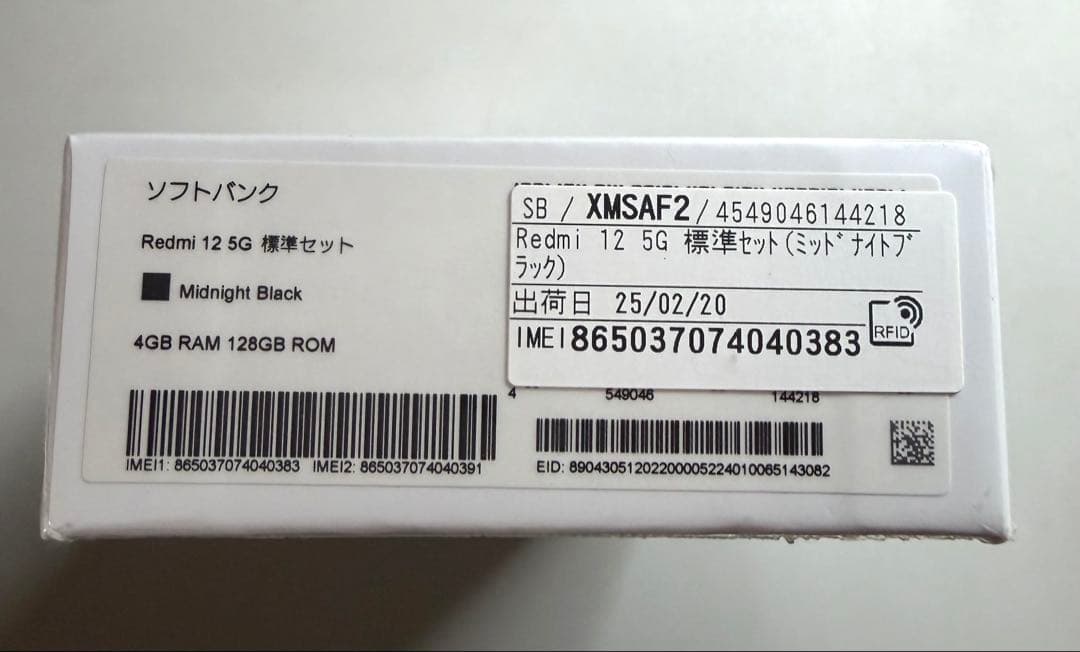 ソフトバンク
Redmi 12 5G 標準セット
Midnight Black
4GB RAM 128GB ROM
IMEI1: 865037074040383 IMEI2: 865037074040391
SB / XMSAF2 / 4549046144218
Redmi 12 5G 標準セット(ミッドナイトブ
ラック)
出荷日 25/02/20
IMEI865037074040383
RFID
4 549046 144218
EID: 89043051202200005224010065143082